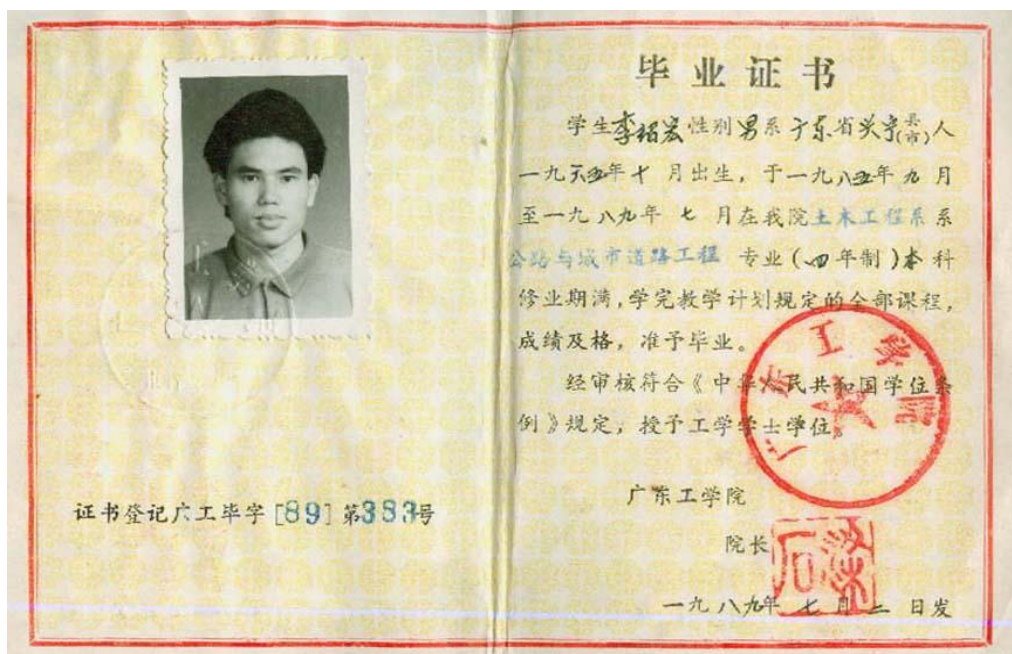 证书登记广工毕字[89]第383号
毕业证书
学生李绍宏性别男系广东省兴宁县(市)人
一九六五年十月出生，于一九八五年九月
至一九八九年七月在我院土木工程系系
公路与城市道路工程专业(四年制)本科
修业期满，学完教学计划规定的全部课程，
成绩及格，准予毕业。
经审核符合《中华人民共和国学位条
例》规定，授予工学学士学位。
广东工学院
广东工学院
院长
一九八九年七月二日发